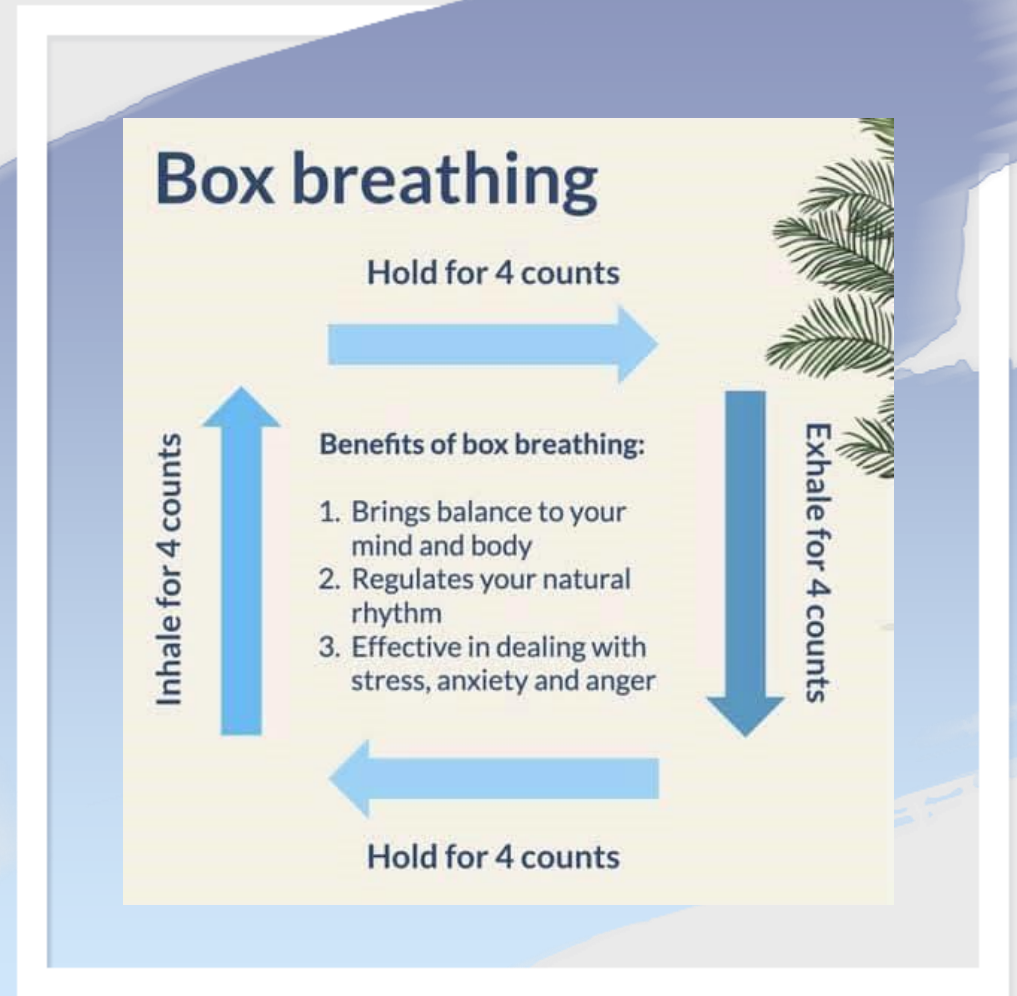 Box breathing
Hold for 4 counts
Inhale for 4 counts
Benefits of box breathing:
1. Brings balance to your
mind and body
2. Regulates your natural
rhythm
3. Effective in dealing with
stress, anxiety and anger
Exhale for 4 counts
Hold for 4 counts